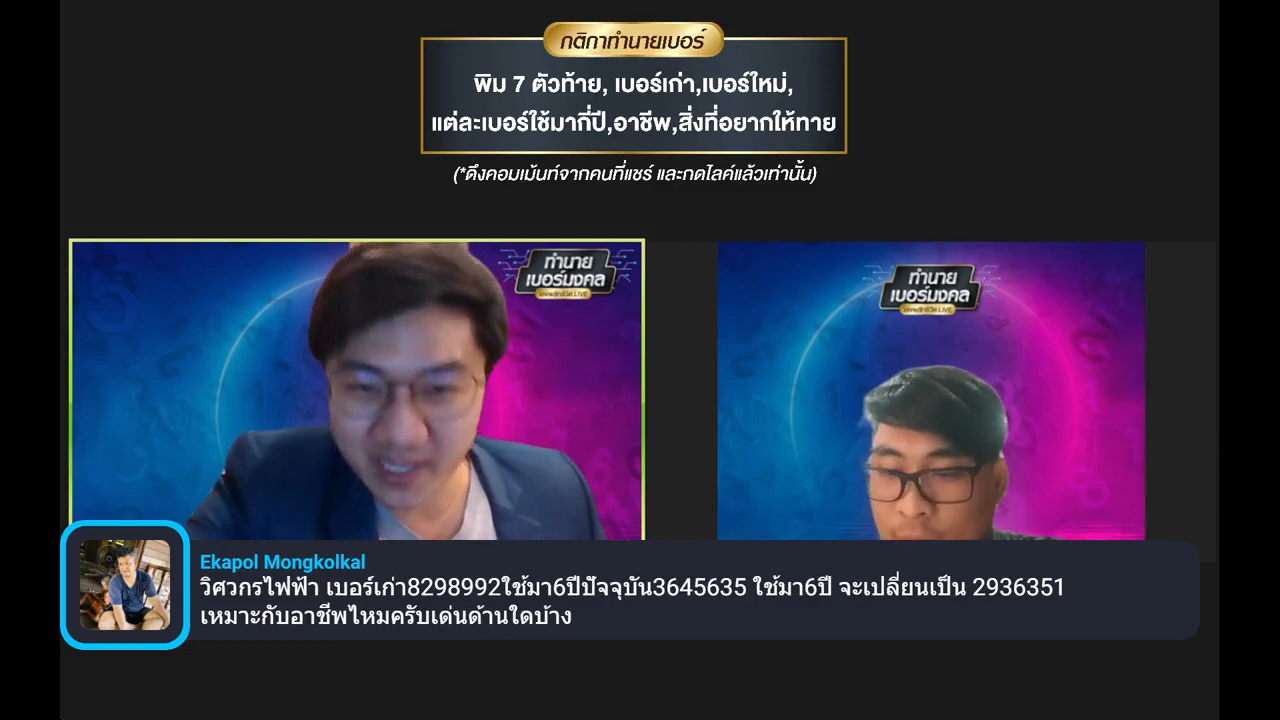 กติกาทำนายเบอร์
พิม 7 ตัวท้าย, เบอร์เก่า,เบอร์ใหม่,
แต่ละเบอร์ใช้มากี่ปี,อาชีพ,สิ่งที่อยากให้ทาย
(*ดึงคอมเม้นท์จากคนที่แชร์ และกดไลค์แล้วเท่านั้น)
ทำนาย
เบอร์มงคล
ทำนาย
เบอร์มงคล
Ekapol Mongkolkal
วิศวกรไฟฟ้า เบอร์เก่า8298992ใช้มา6ปีปัจจุบัน3645635 ใช้มา6ปี จะเปลี่ยนเป็น 2936351
เหมาะกับอาชีพไหมครับเด่นด้านใดบ้าง